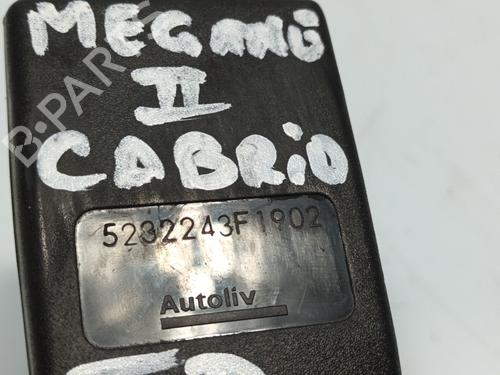 MEGANE
II
CABRiO
5232243F1902
Autoliv
B-PARTS